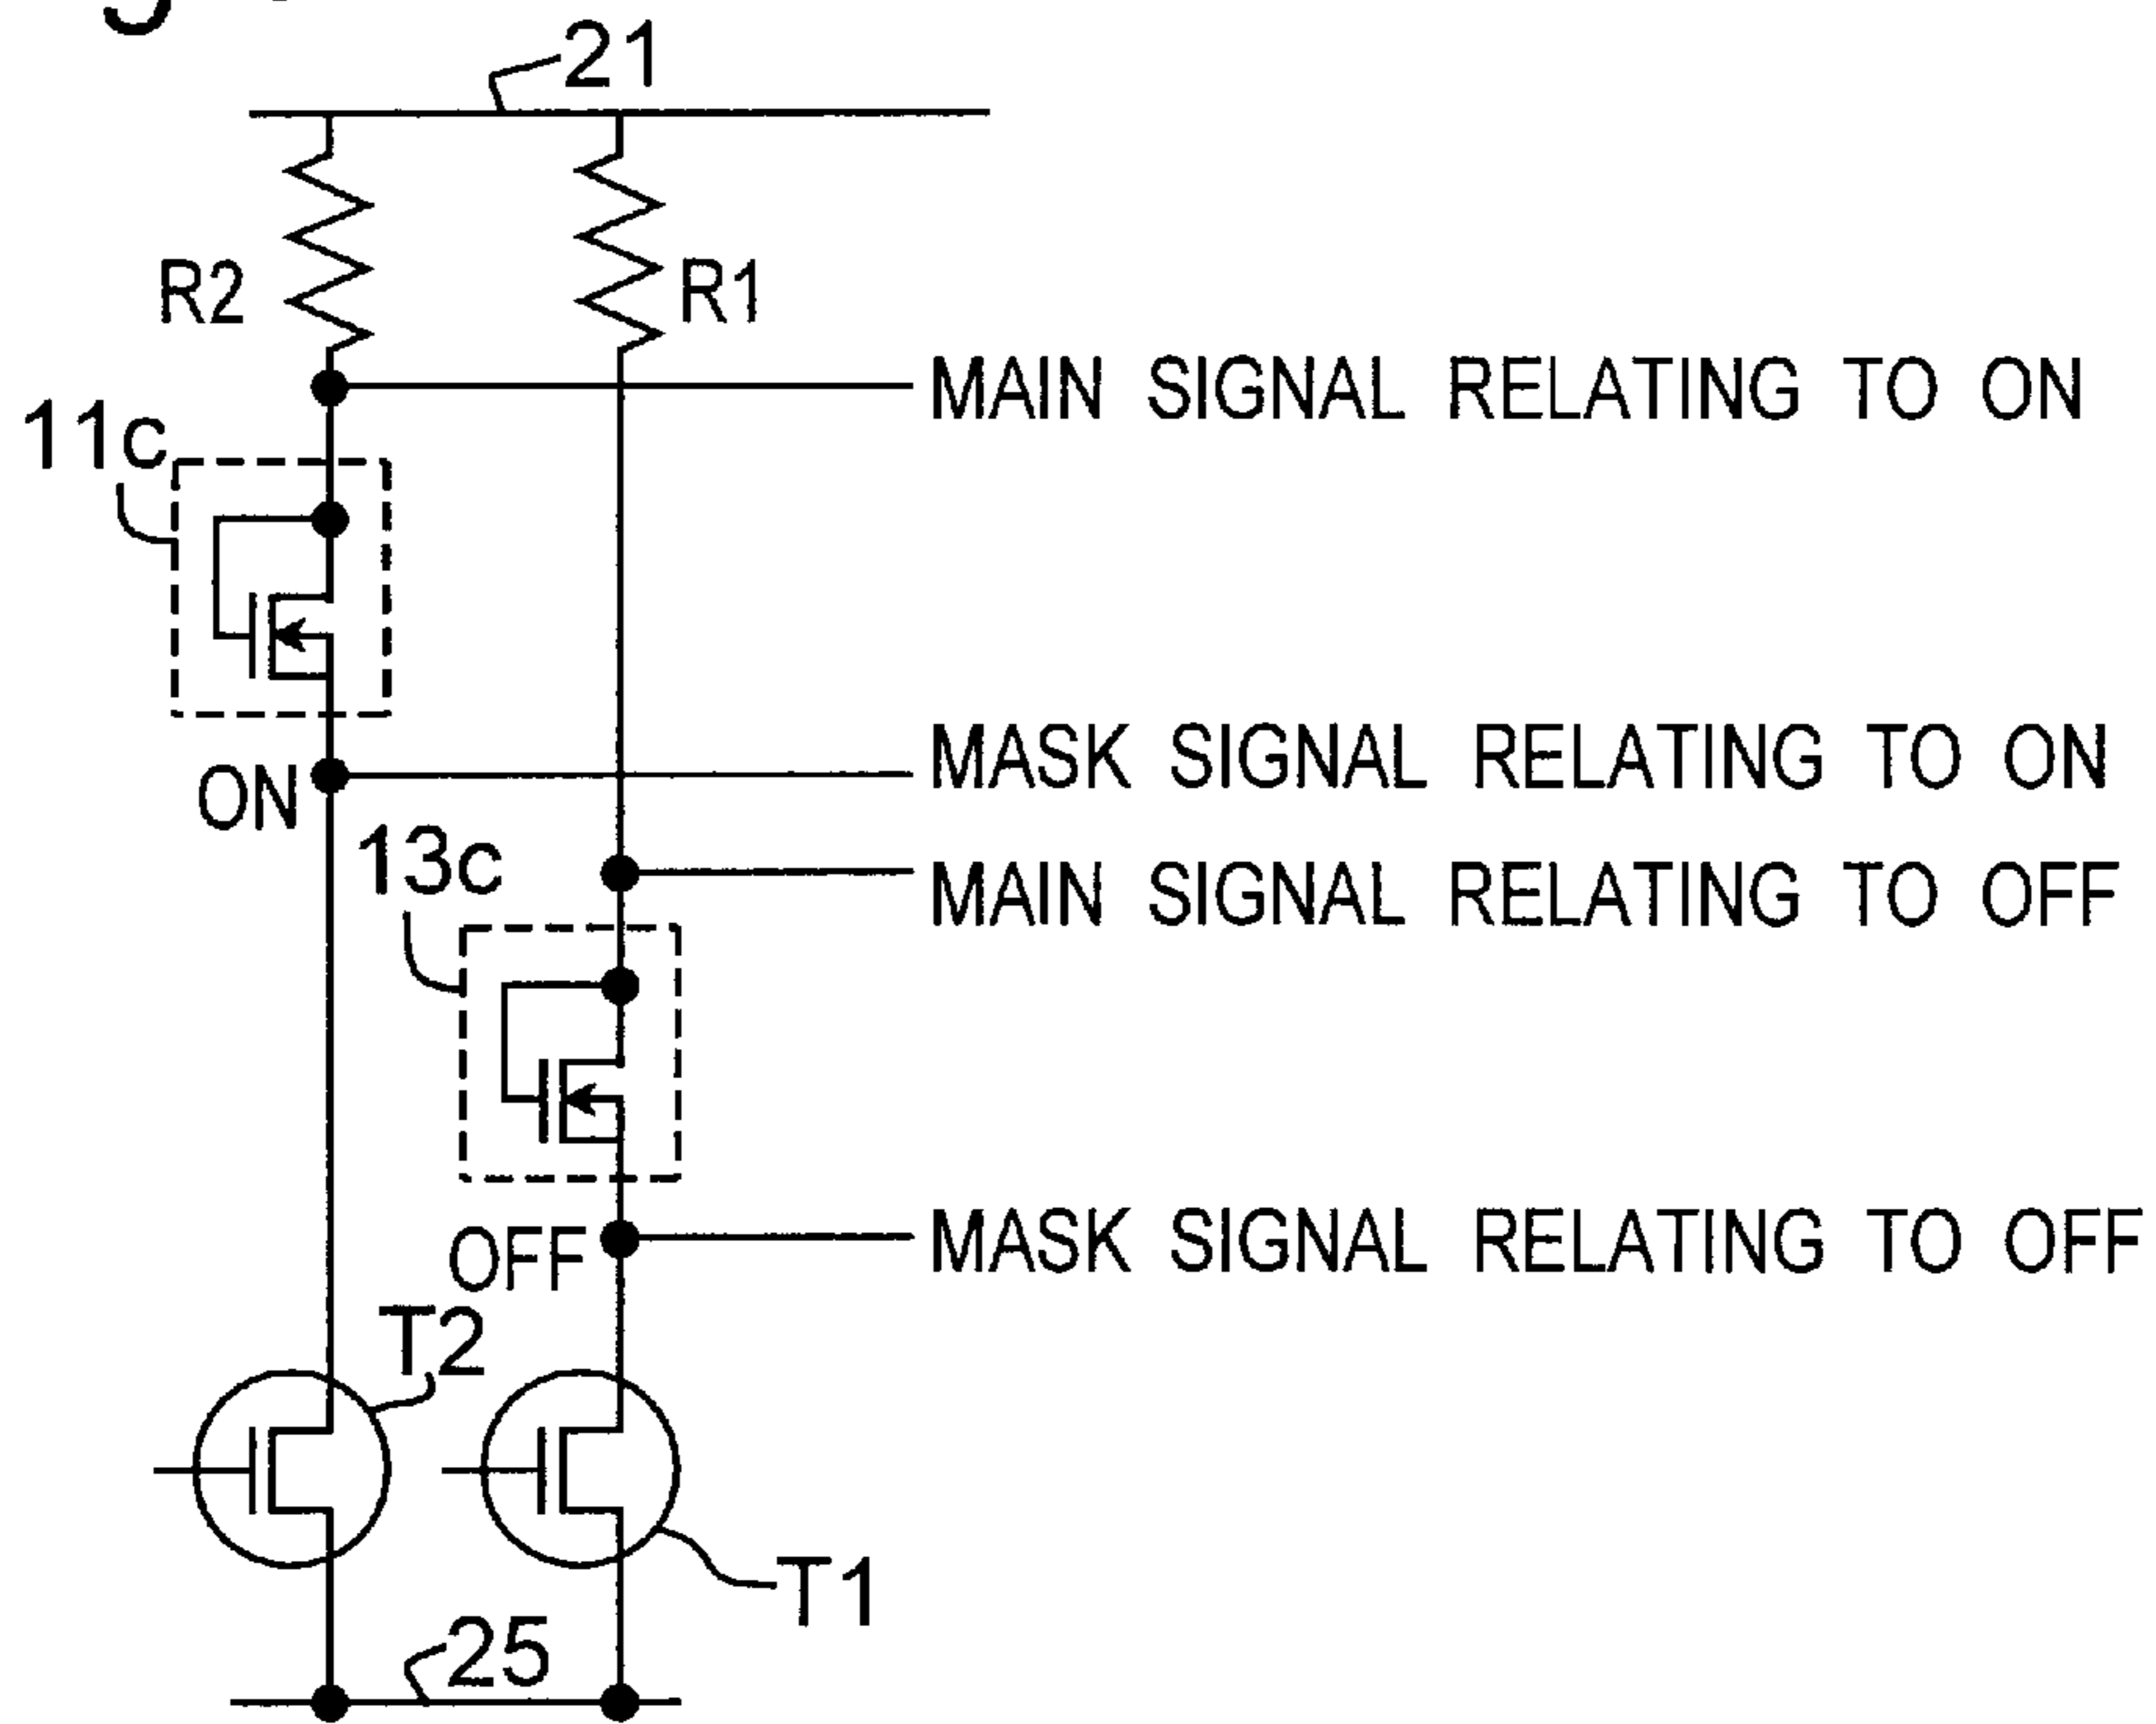 21
R2
R1
MAIN SIGNAL RELATING TO ON
11c
MASK SIGNAL RELATING TO ON
ON
13c
MAIN SIGNAL RELATING TO OFF
MASK SIGNAL RELATING TO OFF
OFF
T2
T1
25